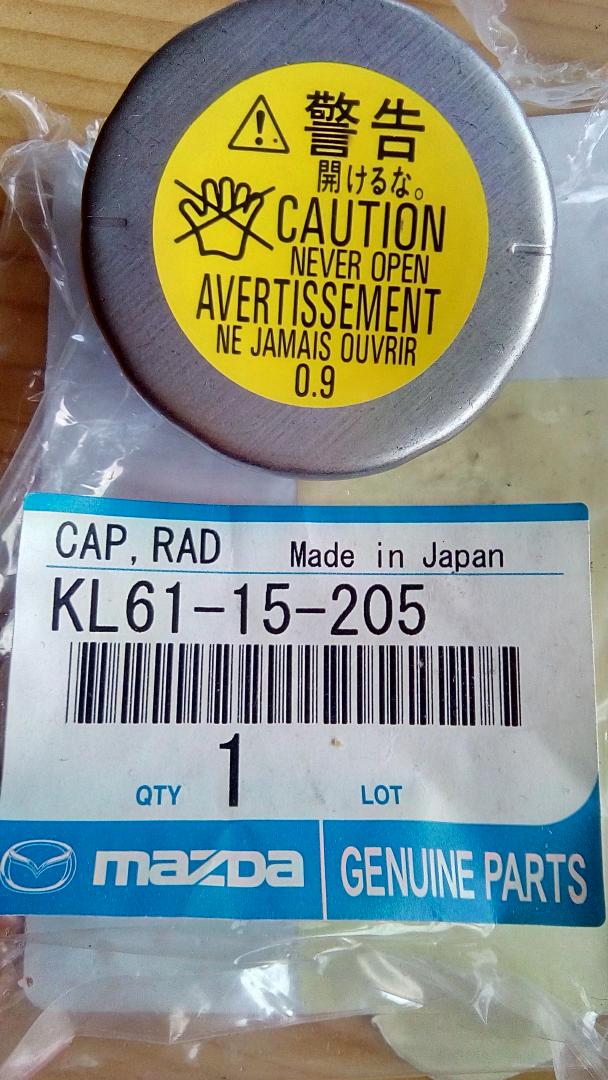 警告
開けるな。
CAUTION
NEVER OPEN
AVERTISSEMENT
NE JAMAIS OUVRIR
0.9
CAP, RAD Made in Japan
KL61-15-205
1
QTY LOT
mazda GENUINE PARTS